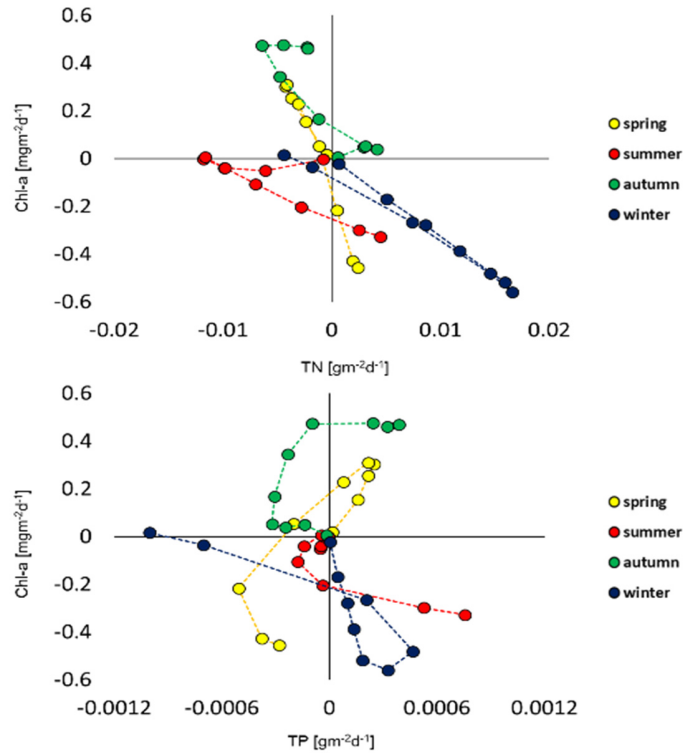 0.6
0.4
0.2
0
-0.2
-0.4
-0.6
Chl-a [mgm-2d-1]
-0.02
-0.01
0
0.01
0.02
TN [gm-2d-1]
spring
summer
autumn
winter
0.6
0.4
0.2
0
-0.2
-0.4
-0.6
Chl-a [mgm-2d-1]
-0.0012
-0.0006
0
0.0006
0.0012
TP [gm-2d-1]
spring
summer
autumn
winter